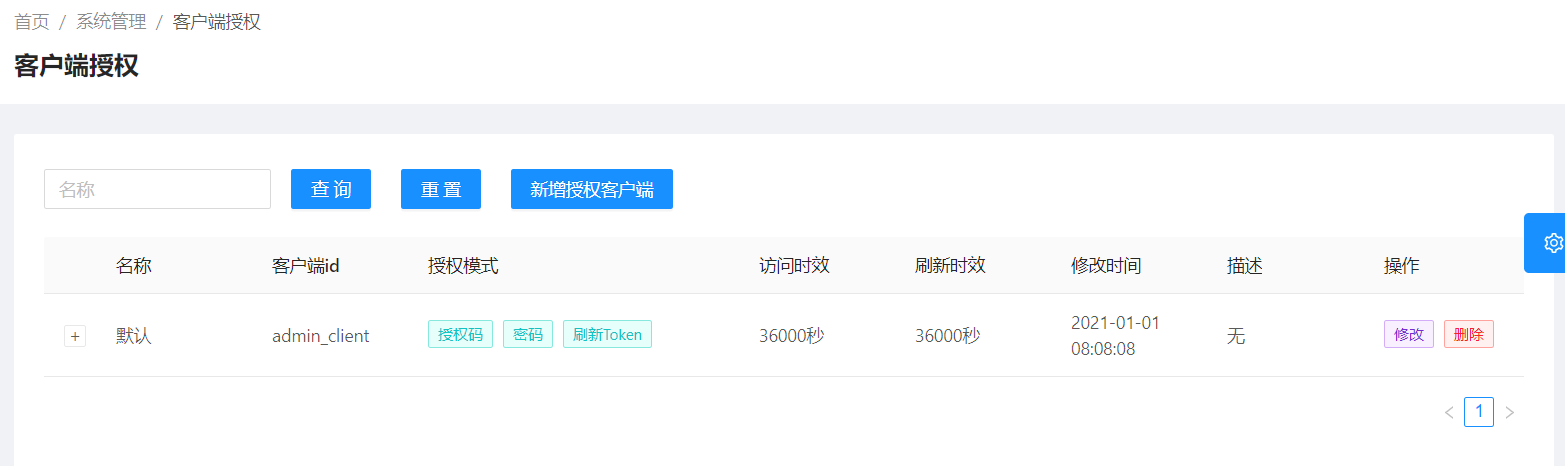 首页 / 系统管理 / 客户端授权
客户端授权
名称 查 询 重 置 新增授权客户端
名称 客户端id 授权模式 访问时效 刷新时效 修改时间 描述 操作
+ 默认 admin_client 授权码 密码 刷新Token 36000秒 36000秒 2021-01-01 无 修改 删除
08:08:08
< 1 >